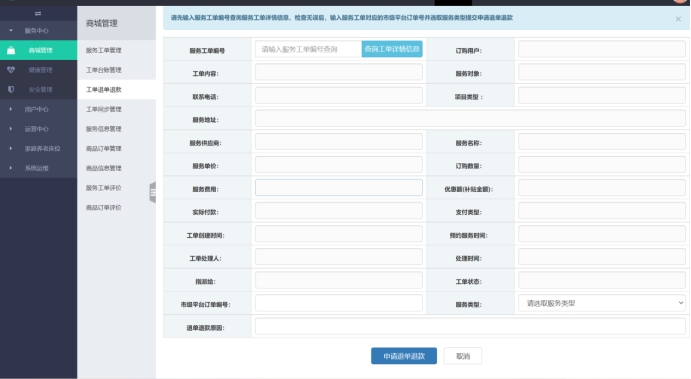 请先输入服务工单编号查询服务工单详情信息，检查无误后，输入服务工单对应的市级平台订单号并选取服务类型提交申请退单退款
服务中心
商城管理
健康管理
安全管理
用户中心
运营中心
家庭养老床位
系统运维
商城管理
服务工单管理
工单台账管理
工单退单退款
工单同步管理
服务信息管理
商品订单管理
商品信息管理
服务工单评价
商品订单评价
服务工单编号 请输入服务工单编号查询 查询工单详情信息 订购用户：
工单内容： 服务对象：
联系电话： 项目类型：
服务地址：
服务供应商： 服务名称：
服务单价： 订购数量：
服务费用： 优惠额(补贴金额)：
实际付款： 支付类型：
工单创建时间： 预约服务时间：
工单处理人： 处理时间：
指派给： 工单状态：
市级平台订单编号： 服务类型： 请选取服务类型
退单退款原因：
申请退单退款 取消